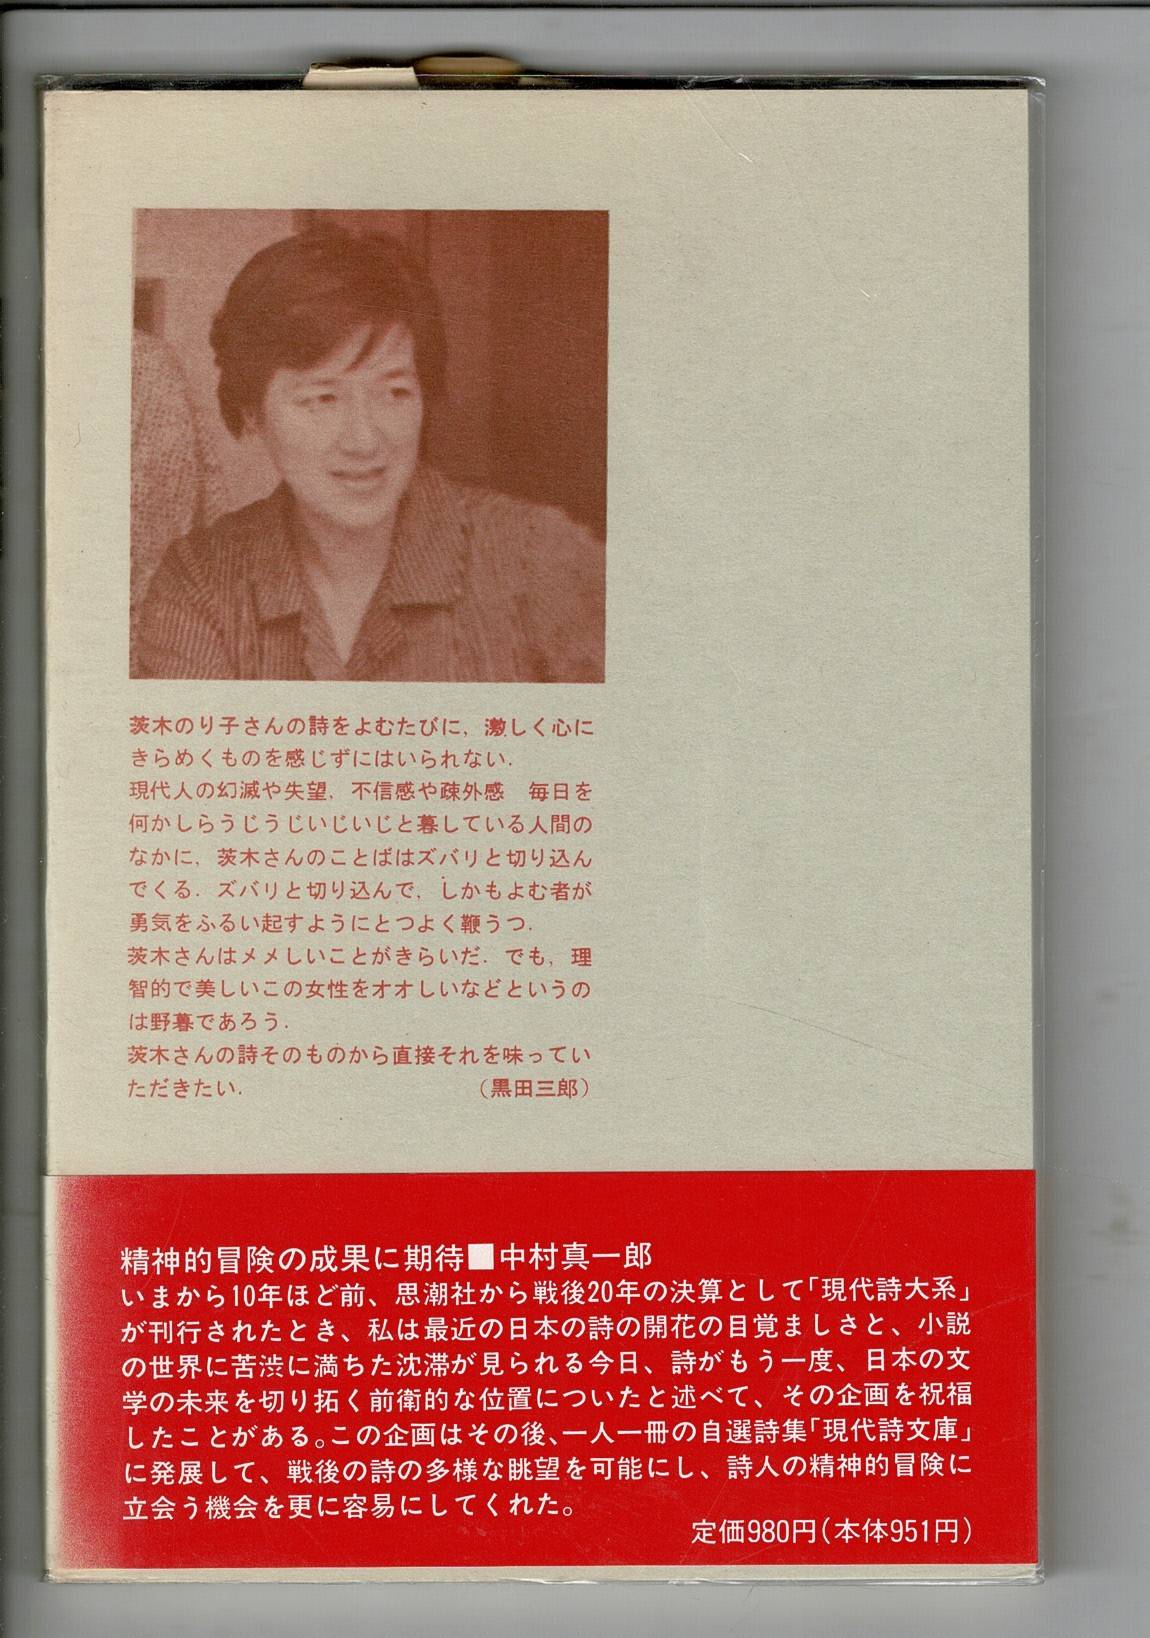 茨木のり子さんの詩をよむたびに，激しく心に
きらめくものを感じずにはいられない．
現代人の幻滅や失望，不信感や疎外感　毎日を
何かしらうじうじいじいじと暮している人間の
なかに，茨木さんのことばはズバリと切り込ん
でくる．ズバリと切り込んで，しかもよむ者が
勇気をふるい起すようにとつよく鞭うつ．
茨木さんはメメしいことがきらいだ．でも，理
智的で美しいこの女性をオオしいなどというの
は野暮であろう．
茨木さんの詩そのものから直接それを味ってい
ただきたい．　（黒田三郎）
精神的冒険の成果に期待■中村真一郎
いまから10年ほど前、思潮社から戦後20年の決算として「現代詩大系」
が刊行されたとき、私は最近の日本の詩の開花の目覚ましさと、小説
の世界に苦渋に満ちた沈滞が見られる今日、詩がもう一度、日本の文
学の未来を切り拓く前衛的な位置についたと述べて、その企画を祝福
したことがある。この企画はその後、一人一冊の自選詩集「現代詩文庫」
に発展して、戦後の詩の多様な眺望を可能にし、詩人の精神的冒険に
立会う機会を更に容易にしてくれた。
定価980円（本体951円）